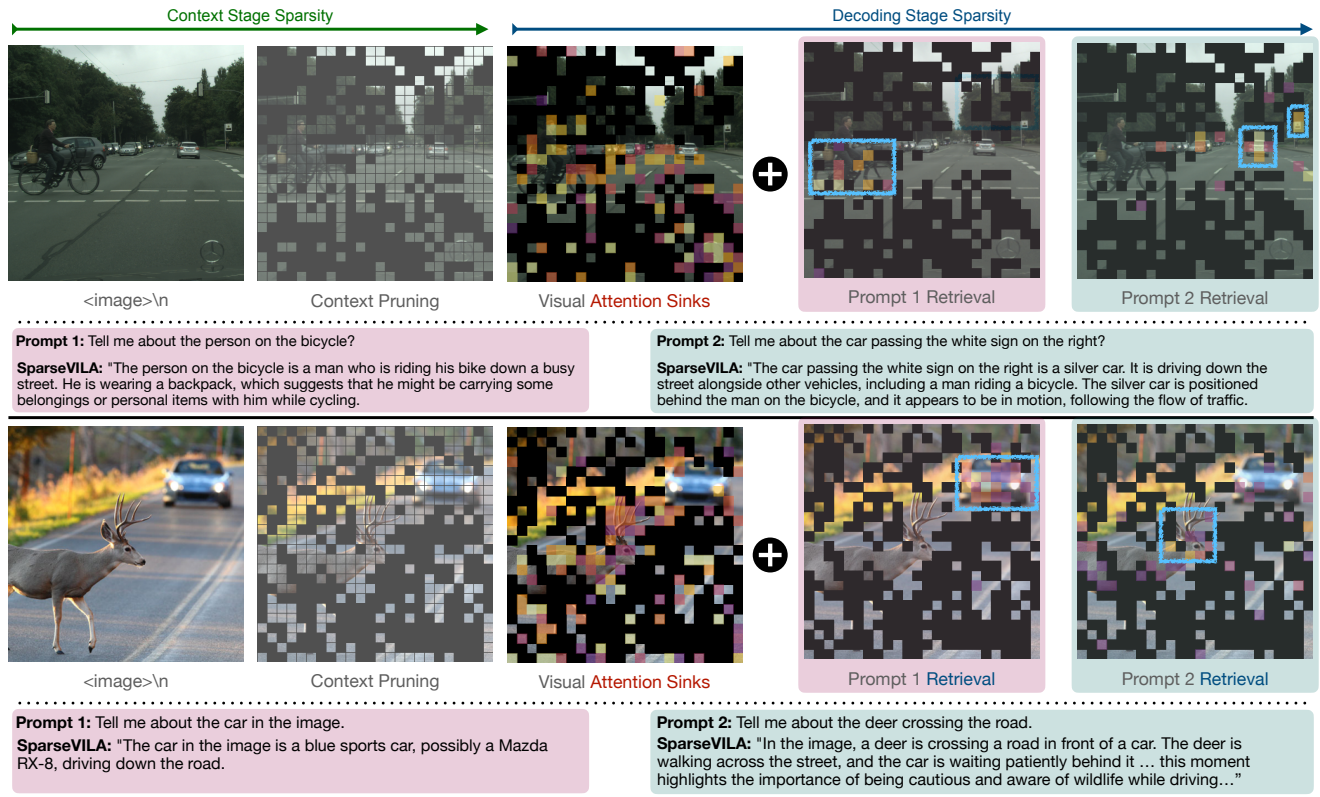 Context Stage Sparsity
Decoding Stage Sparsity
<image>\n
Context Pruning
Visual Attention Sinks
Prompt 1 Retrieval
Prompt 2 Retrieval
Prompt 1: Tell me about the person on the bicycle?
SparseVILA: "The person on the bicycle is a man who is riding his bike down a busy
street. He is wearing a backpack, which suggests that he might be carrying some
belongings or personal items with him while cycling.
Prompt 2: Tell me about the car passing the white sign on the right?
SparseVILA: "The car passing the white sign on the right is a silver car. It is driving down the
street alongside other vehicles, including a man riding a bicycle. The silver car is positioned
behind the man on the bicycle, and it appears to be in motion, following the flow of traffic.
<image>\n
Context Pruning
Visual Attention Sinks
Prompt 1 Retrieval
Prompt 2 Retrieval
Prompt 1: Tell me about the car in the image.
SparseVILA: "The car in the image is a blue sports car, possibly a Mazda
RX-8, driving down the road.
Prompt 2: Tell me about the deer crossing the road.
SparseVILA: "In the image, a deer is crossing a road in front of a car. The deer is
walking across the street, and the car is waiting patiently behind it … this moment
highlights the importance of being cautious and aware of wildlife while driving…”